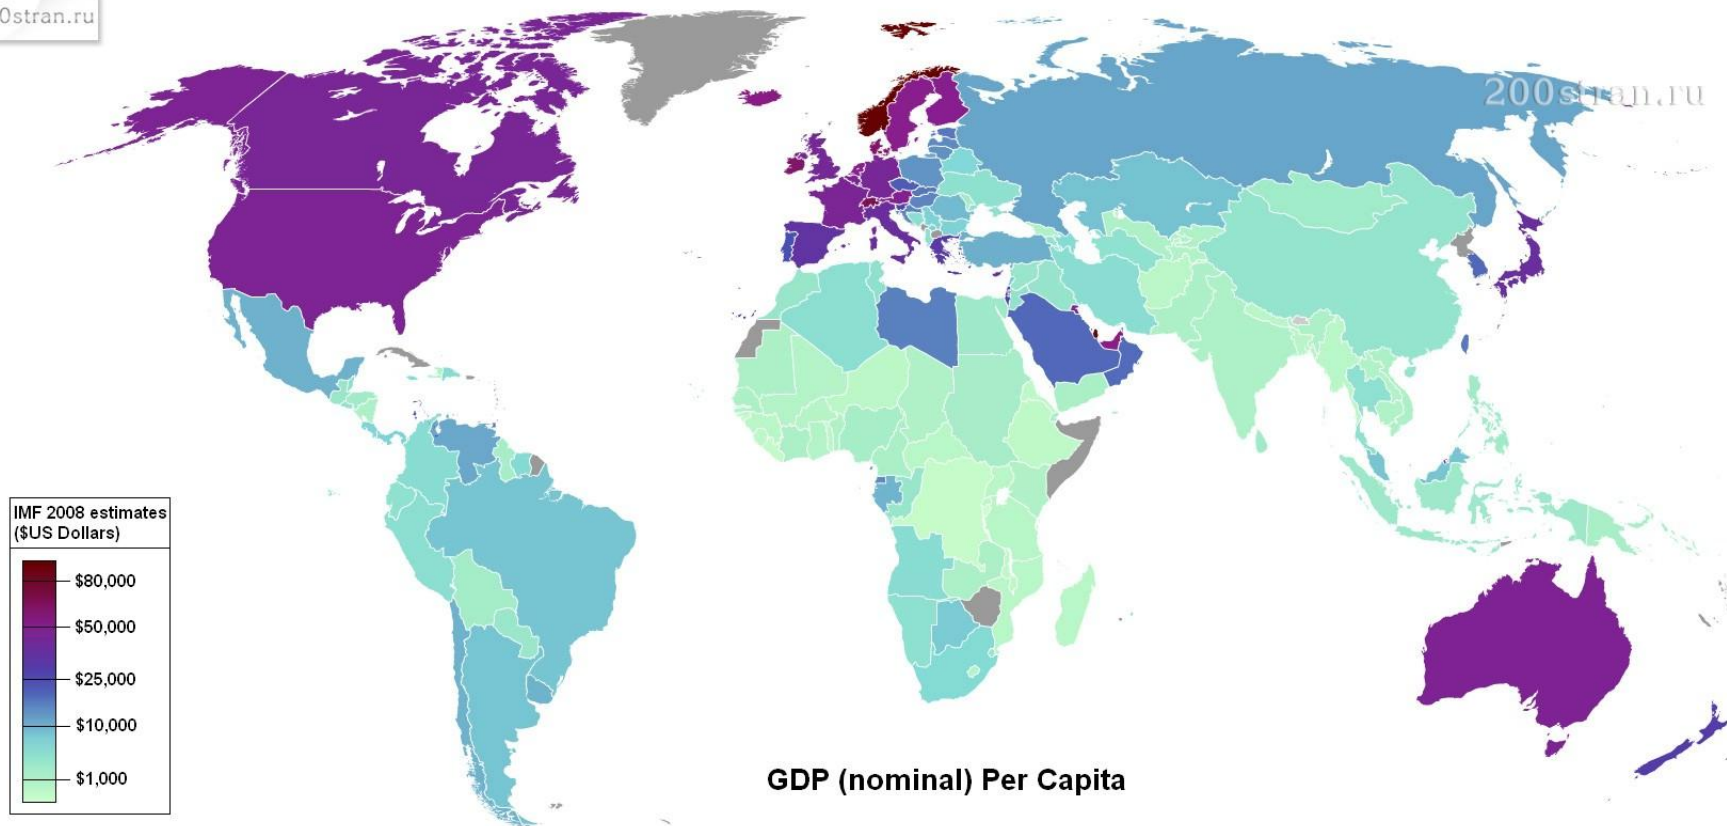 0stran.ru
200stran.ru
IMF 2008 estimates
($US Dollars)
$80,000
$50,000
$25,000
$10,000
$1,000
GDP (nominal) Per Capita